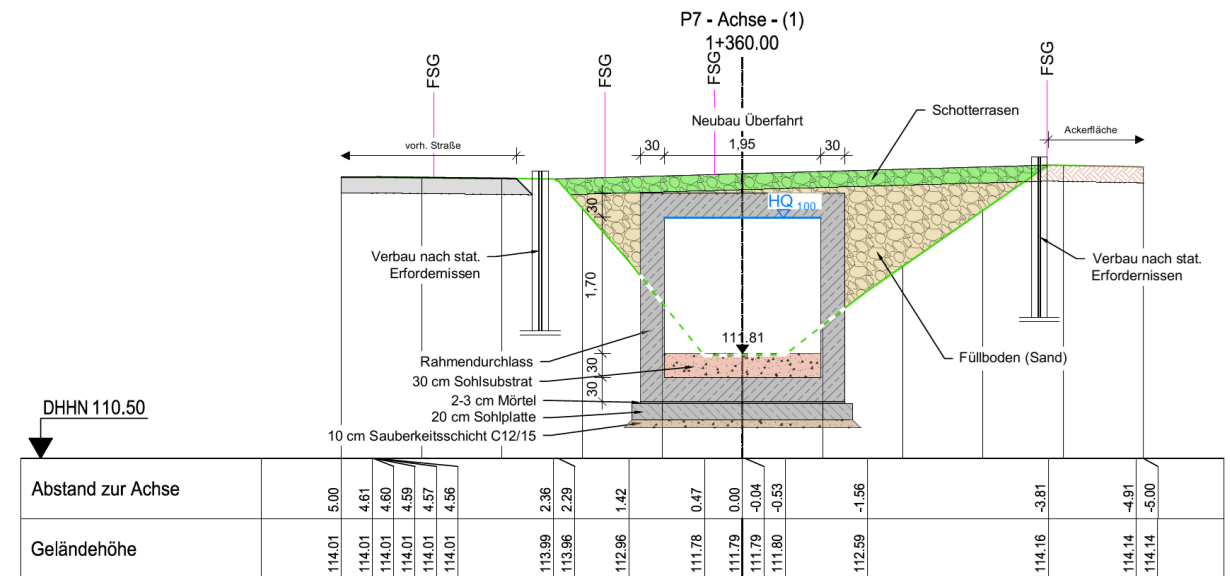 P7 - Achse - (1)
1+360.00
FSG
FSG
FSG
FSG
Schotterrasen
Neubau Überfahrt
Ackerfläche
vorh. Straße
30
1,95
30
HQ 100
30
Verbau nach stat.
Erfordernissen
Verbau nach stat.
Erfordernissen
1,70
111.81
Rahmendurchlass
Füllboden (Sand)
30
30 cm Sohlsubstrat
30
2-3 cm Mörtel
20 cm Sohlplatte
10 cm Sauberkeitsschicht C12/15
DHHN 110.50
Abstand zur Achse 5.00 4.61 4.60 4.59 4.57 4.56 2.36 2.29 1.42 0.47 0.00 -0.04 -0.53 -1.56 -3.81 -4.91 -5.00
Geländehöhe 114.01 114.01 114.01 114.01 114.01 114.01 113.99 113.96 112.96 111.78 111.79 111.79 111.80 112.59 114.16 114.14 114.14